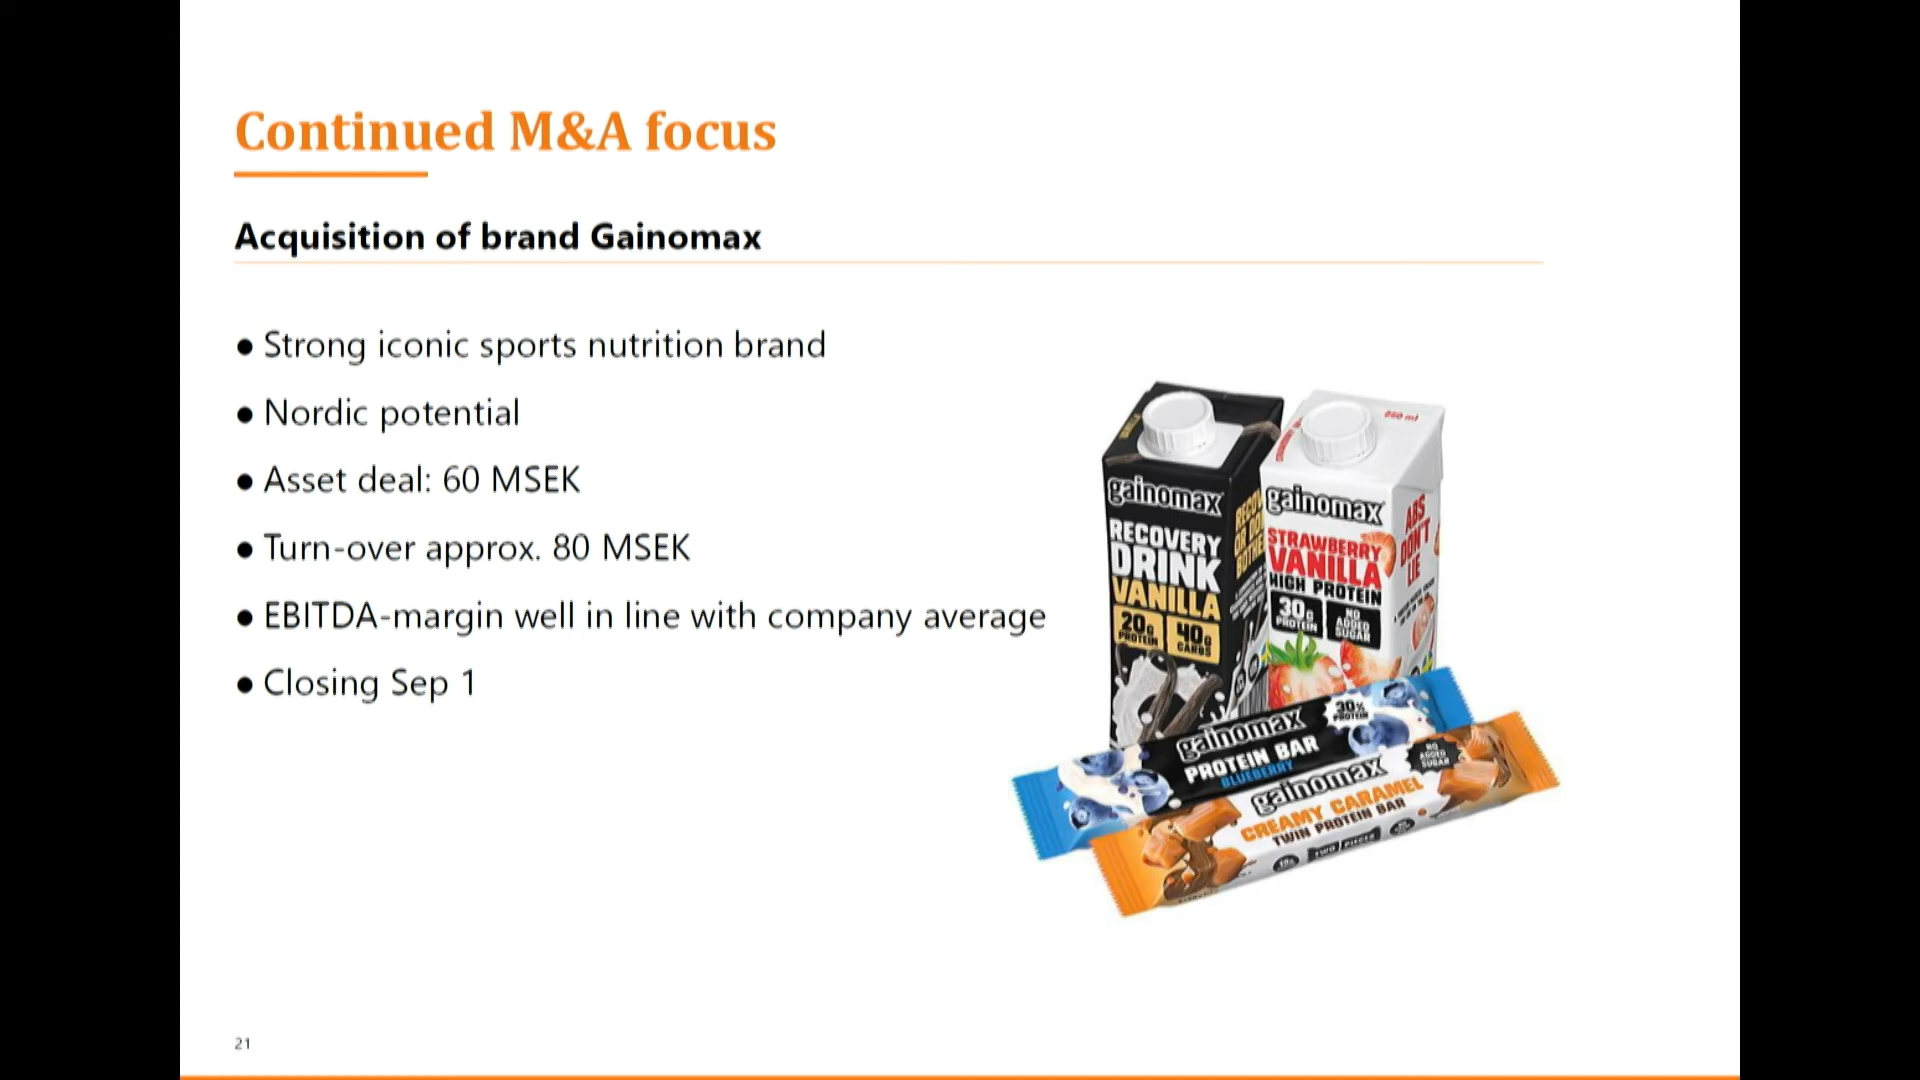 Continued M&A focus
Acquisition of brand Gainomax
● Strong iconic sports nutrition brand
● Nordic potential
● Asset deal: 60 MSEK
● Turn-over approx. 80 MSEK
● EBITDA-margin well in line with company average
● Closing Sep 1
gainomax
RECOVERY
DRINK
VANILLA
20g
PROTEIN
40g
CARBS
gainomax
STRAWBERRY
VANILLA
HIGH PROTEIN
30g
PROTEIN
NO
ADDED
SUGAR
ABS
DON'T
LIE
gainomax
PROTEIN BAR
BLUEBERRY
30%
PROTEIN
gainomax
CREAMY CARAMEL
TWIN PROTEIN BAR
NO
ADDED
SUGAR
TWO PIECES
21